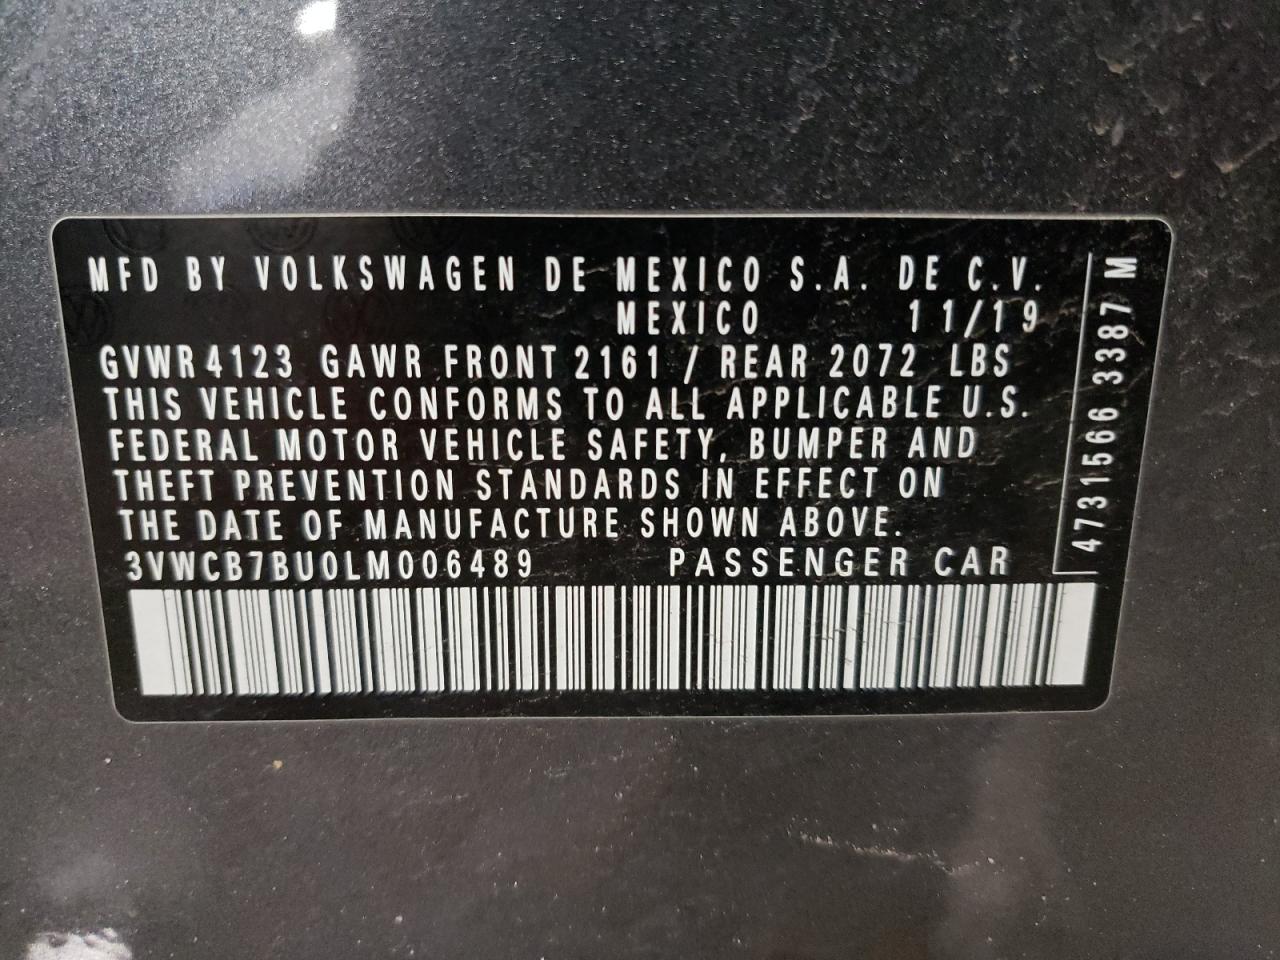 MFD BY VOLKSWAGEN DE MEXICO S.A. DE C.V.
MEXICO 11/19
GVWR 4123 GAWR FRONT 2161 / REAR 2072 LBS
THIS VEHICLE CONFORMS TO ALL APPLICABLE U.S.
FEDERAL MOTOR VEHICLE SAFETY, BUMPER AND
THEFT PREVENTION STANDARDS IN EFFECT ON
THE DATE OF MANUFACTURE SHOWN ABOVE.
3VWCB7BU0LM006489 PASSENGER CAR
4731566 3387 M